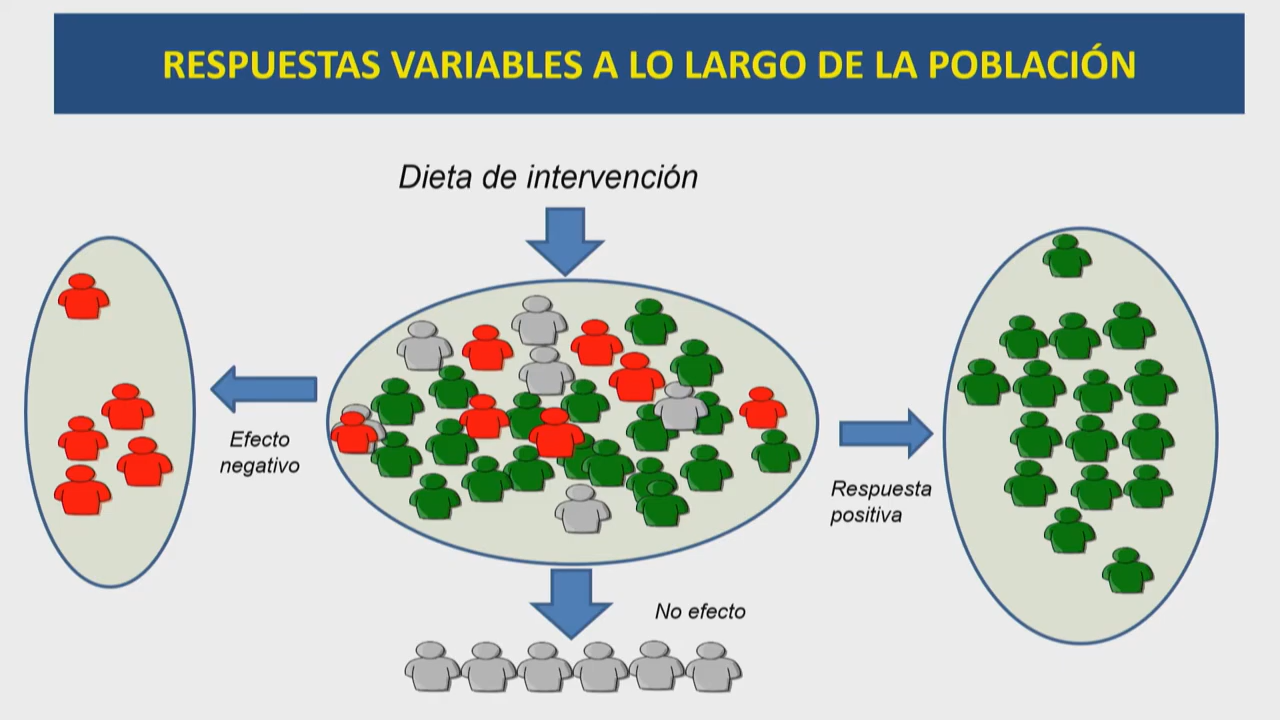 RESPUESTAS VARIABLES A LO LARGO DE LA POBLACIÓN
Dieta de intervención
Efecto
negativo
Respuesta
positiva
No efecto